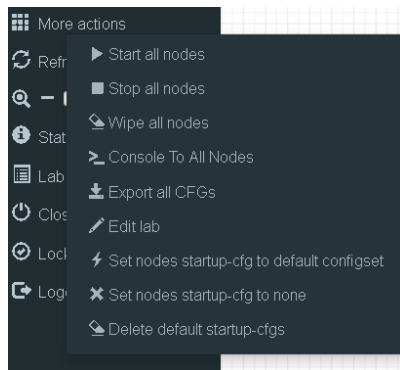 More actions
Refr
Start all nodes
Stop all nodes
Wipe all nodes
Stat
Console To All Nodes
Lab
Export all CFGs
Clos
Edit lab
Lock
Set nodes startup-cfg to default configset
Logo
Set nodes startup-cfg to none
Delete default startup-cfgs